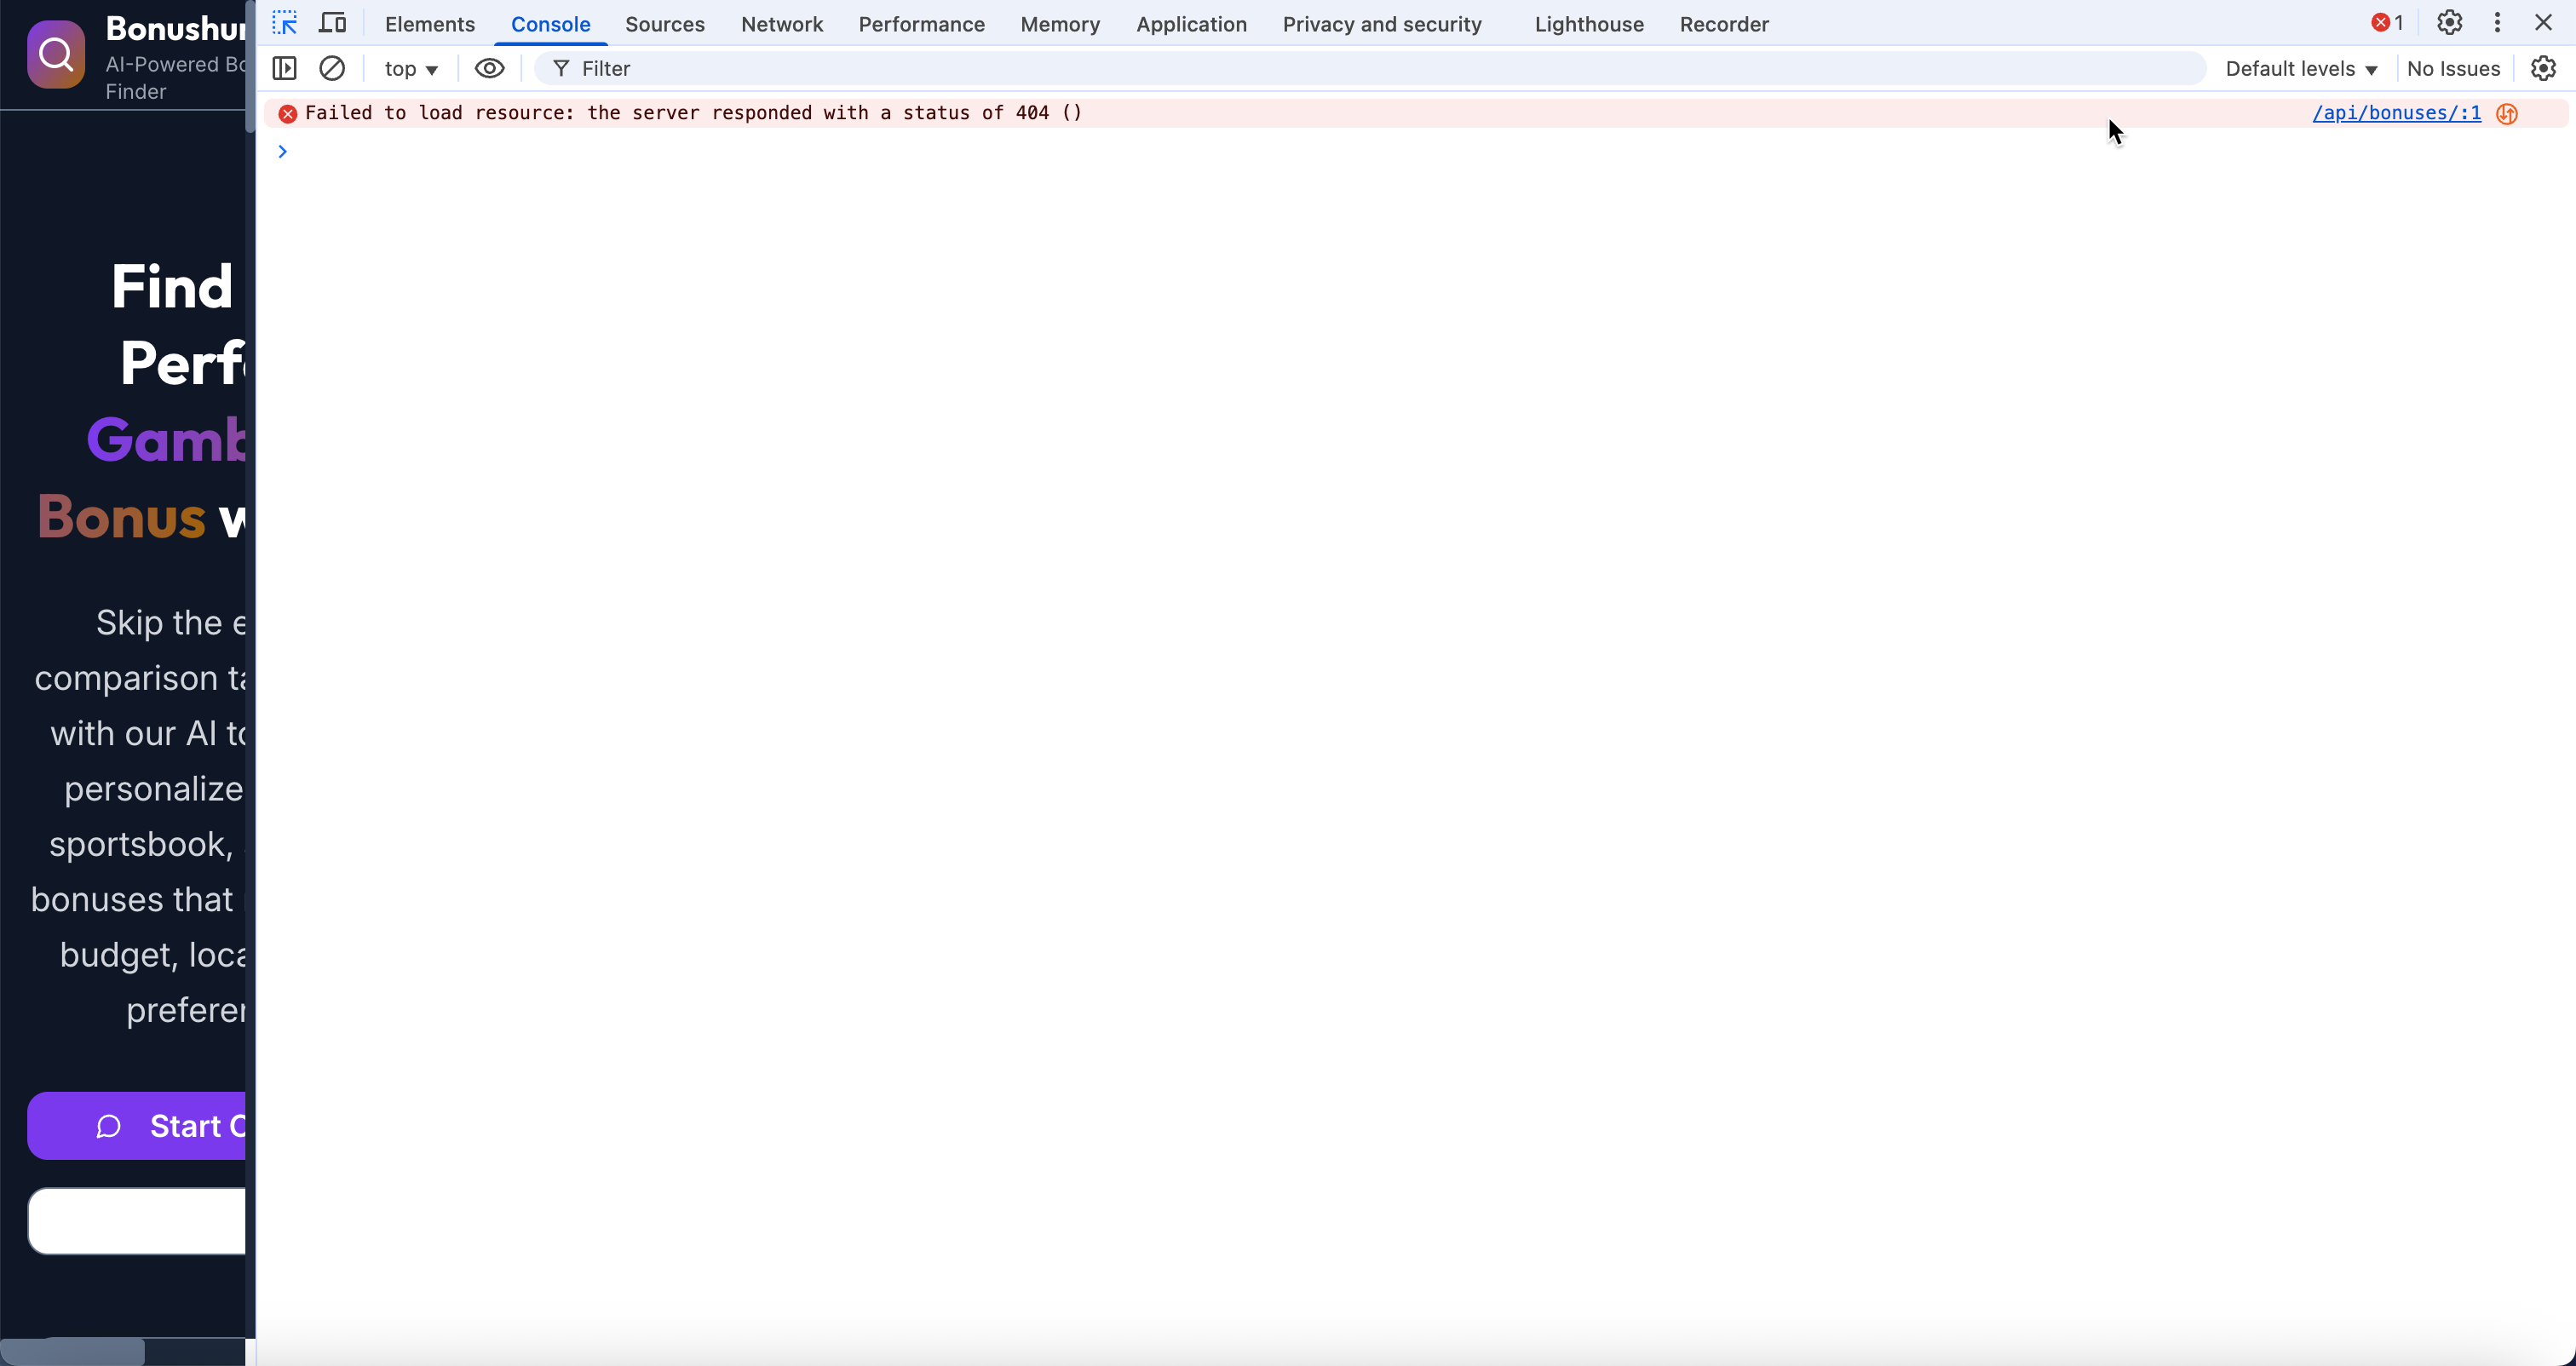 Bonushun
AI-Powered Bo
Finder
Find
Perfo
Gamb
Bonus w
Skip the e
comparison ta
with our AI to
personalize
sportsbook,
bonuses that
budget, loca
preferen
Start C
Elements Console Sources Network Performance Memory Application Privacy and security Lighthouse Recorder 1
top Filter Default levels No Issues
Failed to load resource: the server responded with a status of 404 () /api/bonuses/:1